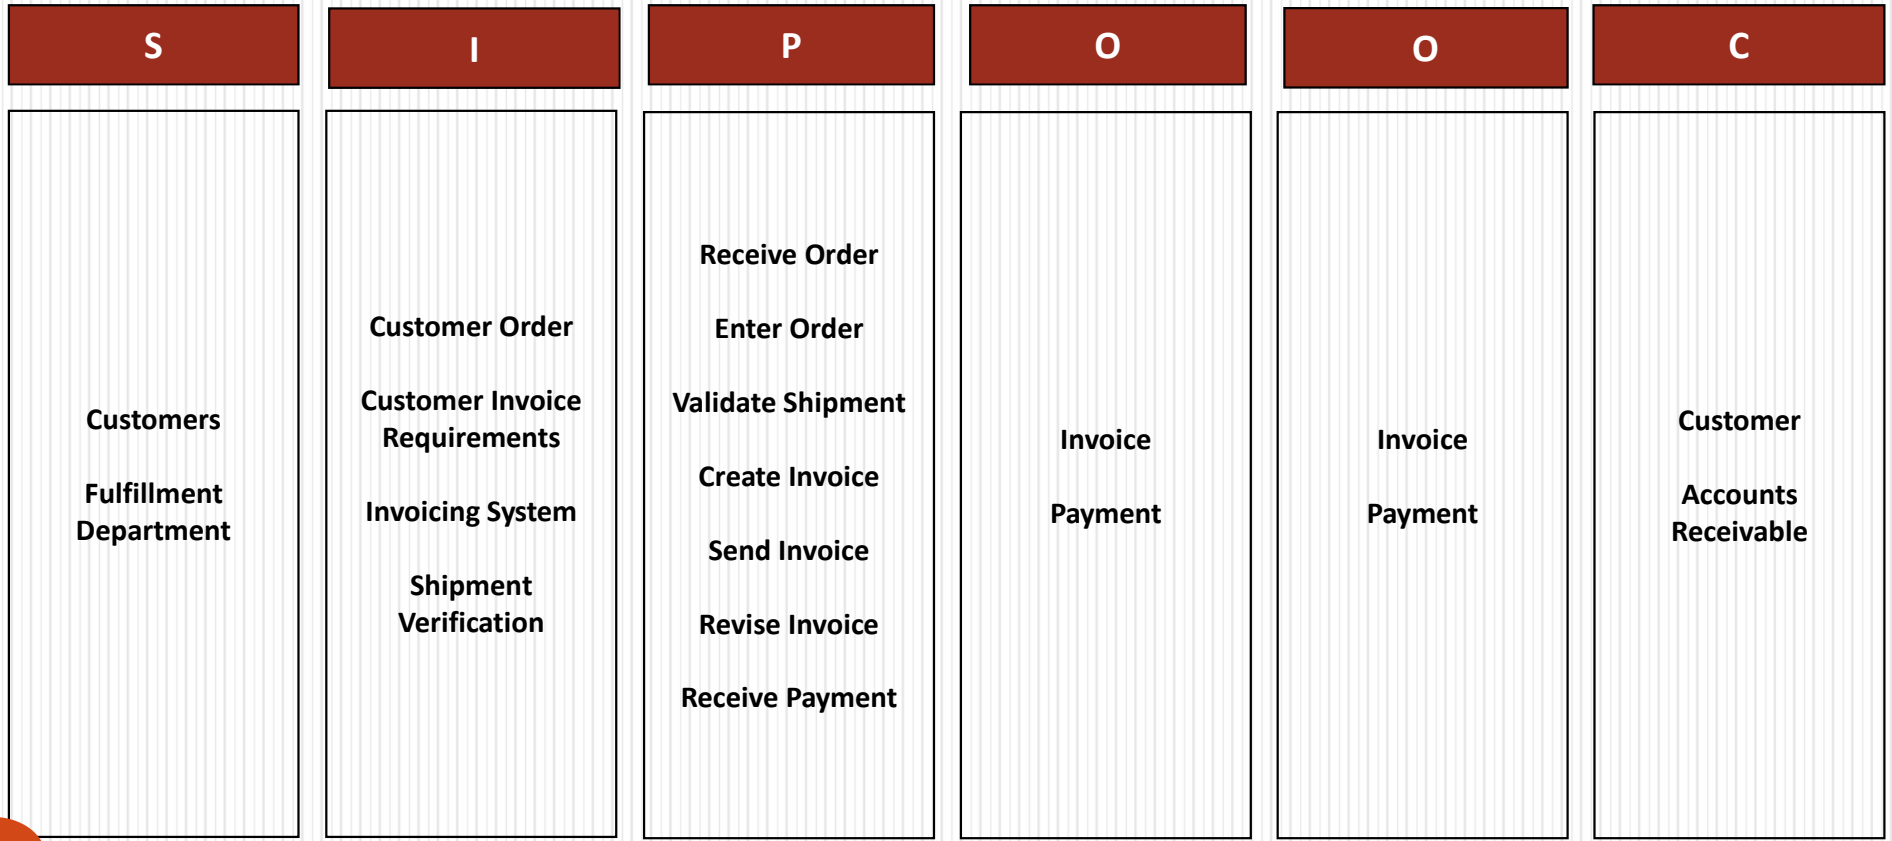 S
I
P
O
O
C
Customers
Fulfillment
Department
Customer Order
Customer Invoice
Requirements
Invoicing System
Shipment
Verification
Receive Order
Enter Order
Validate Shipment
Create Invoice
Send Invoice
Revise Invoice
Receive Payment
Invoice
Payment
Invoice
Payment
Customer
Accounts
Receivable